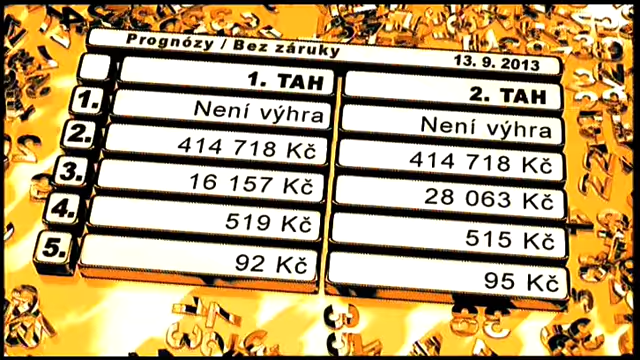 Prognózy / Bez záruky 13. 9. 2013
1. TAH 2. TAH
1. Není výhra Není výhra
2. 414 718 Kč 414 718 Kč
3. 16 157 Kč 28 063 Kč
4. 519 Kč 515 Kč
5. 92 Kč 95 Kč